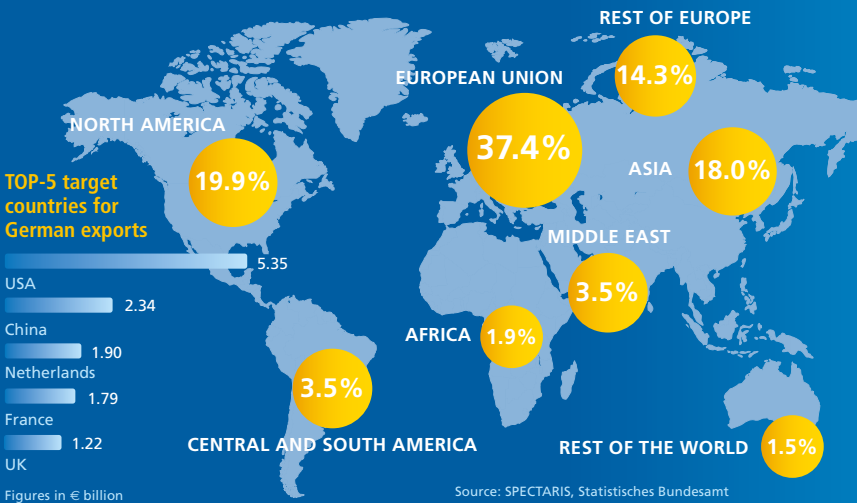 REST OF EUROPE
14.3%
EUROPEAN UNION
37.4%
NORTH AMERICA
19.9%
ASIA
18.0%
TOP-5 target
countries for
German exports
5.35
USA
2.34
China
1.90
Netherlands
1.79
France
1.22
UK
Figures in € billion
MIDDLE EAST
3.5%
AFRICA
1.9%
3.5%
CENTRAL AND SOUTH AMERICA
REST OF THE WORLD
1.5%
Source: SPECTARIS, Statistisches Bundesamt